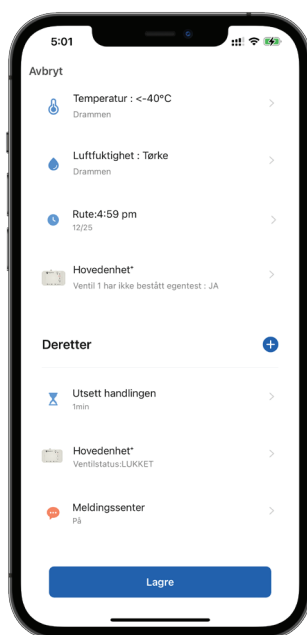 5:01
Avbryt
Temperatur : <-40°C
Drammen
Luftfuktighet : Tørke
Drammen
Rute:4:59 pm
12/25
Hovedenhet⁺
Ventil 1 har ikke bestått egentest : JA
Deretter
Utsett handlingen
1min
Hovedenhet⁺
Ventilstatus:LUKKET
Meldingssenter
På
Lagre